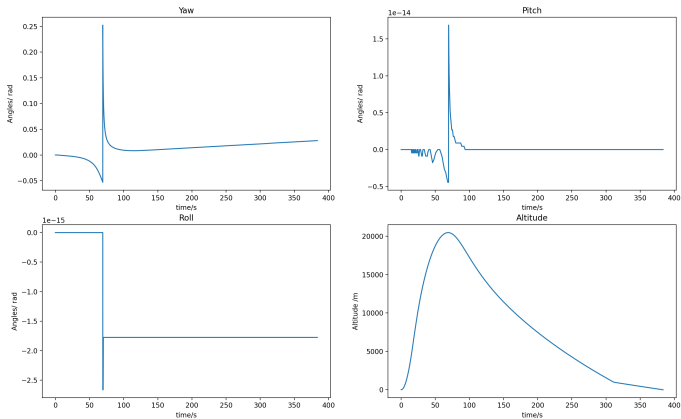 Yaw
0.25
0.20
0.15
0.10
0.05
0.00
−0.05
Angles/ rad
0 50 100 150 200 250 300 350 400
time/s
Pitch
1e−14
1.5
1.0
0.5
0.0
−0.5
Angles/ rad
0 50 100 150 200 250 300 350 400
time/s
Roll
1e−15
0.0
−0.5
−1.0
−1.5
−2.0
−2.5
Angles/ rad
0 50 100 150 200 250 300 350 400
time/s
Altitude
20000
15000
10000
5000
0
Altitude /m
0 50 100 150 200 250 300 350 400
time/s